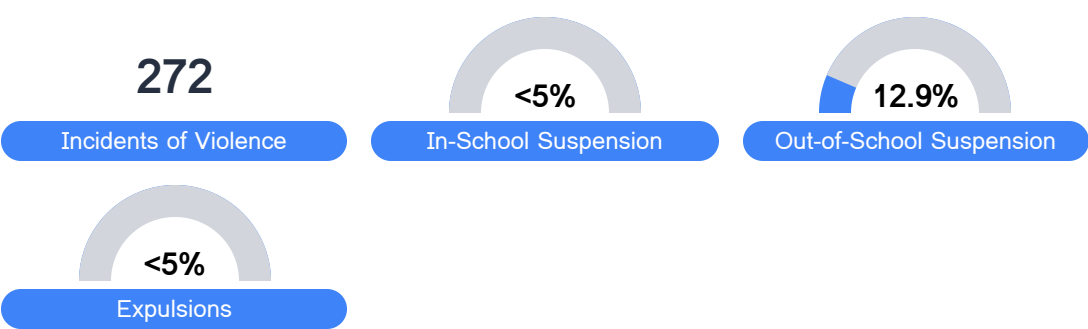 272
Incidents of Violence
<5%
In-School Suspension
12.9%
Out-of-School Suspension
<5%
Expulsions